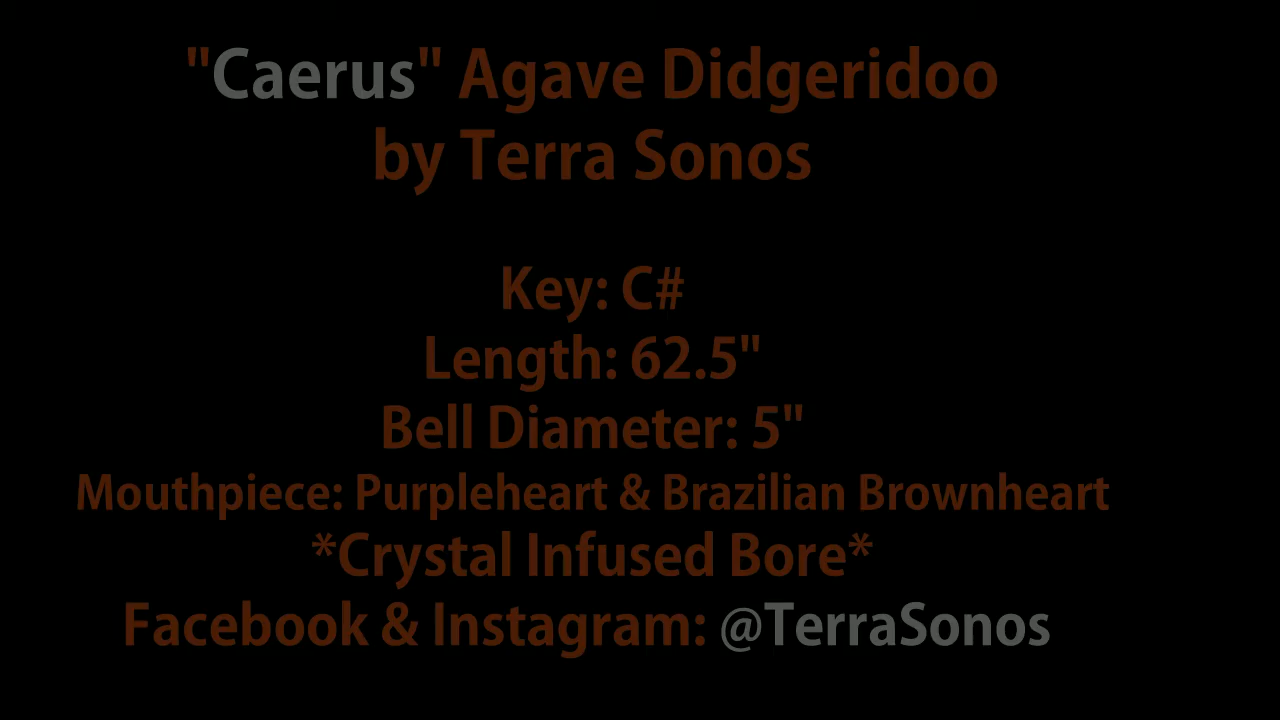 "Caerus" Agave Didgeridoo
by Terra Sonos
Key: C#
Length: 62.5"
Bell Diameter: 5"
Mouthpiece: Purpleheart & Brazilian Brownheart
*Crystal Infused Bore*
Facebook & Instagram: @TerraSonos